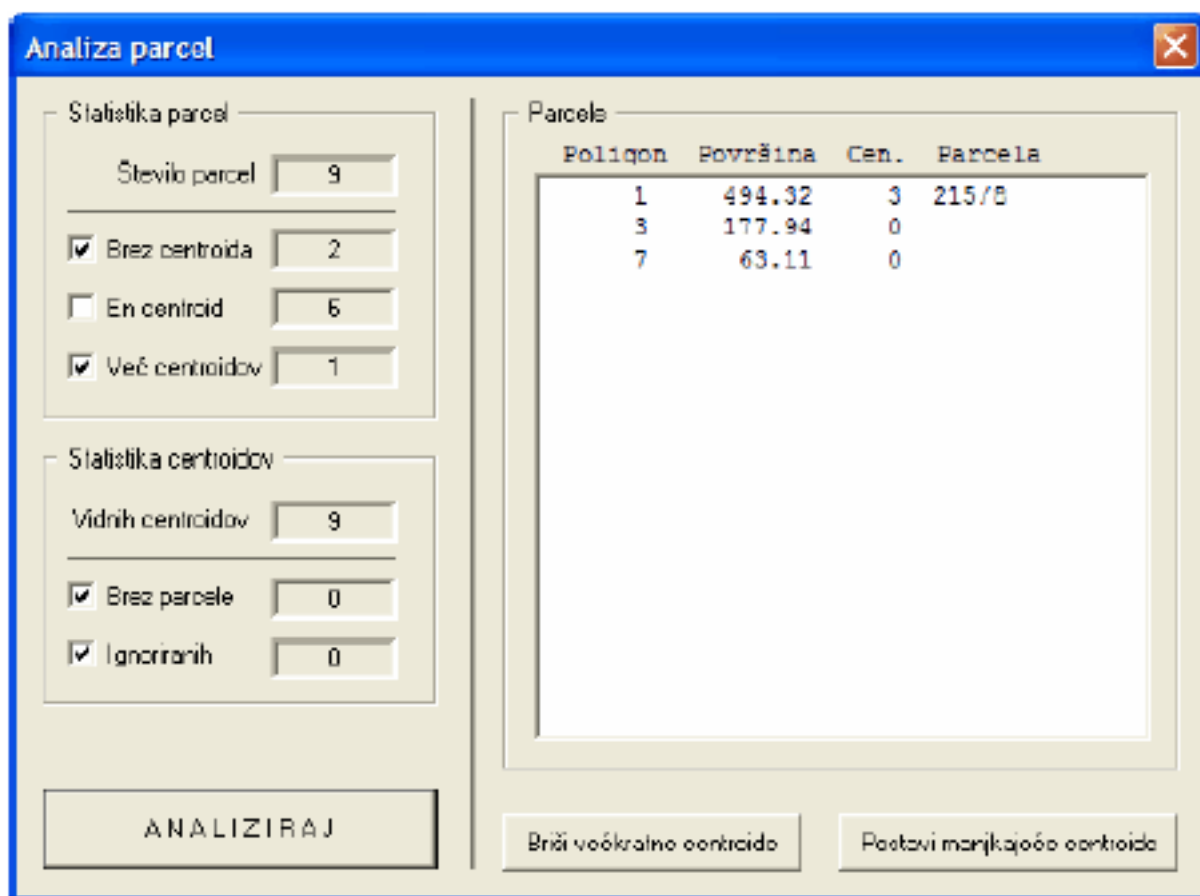 Analiza parcel
Statistika parcel
Število parcel 9
Brez centroida 2
En centroid 6
Več centroidov 1
Statistika centroidov
Vidnih centroidov 9
Brez parcele 0
Ignoriranih 0
ANALIZIRAJ
Parcele
Poligon Površina Cen. Parcela
1 494.32 3 215/8
3 177.94 0
7 63.11 0
Briši večkratne centroide
Postavi manjkajoče centroide